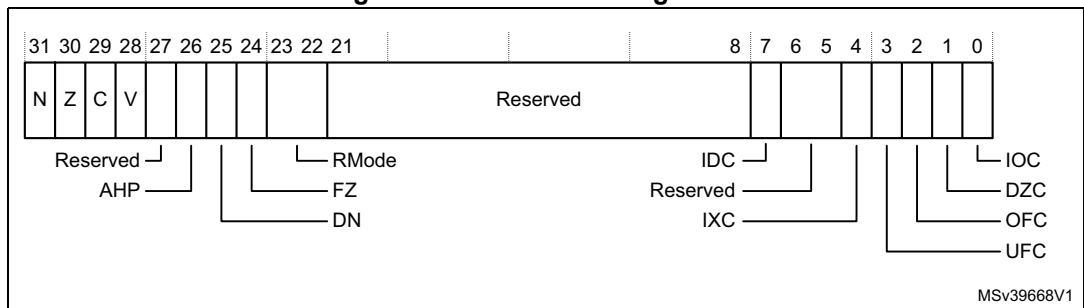 31 30 29 28 27 26 25 24 23 22 21 8 7 6 5 4 3 2 1 0
N Z C V Reserved
Reserved RMode IDC IOC
AHP FZ Reserved DZC
DN IXC OFC
UFC
MSv39668V1